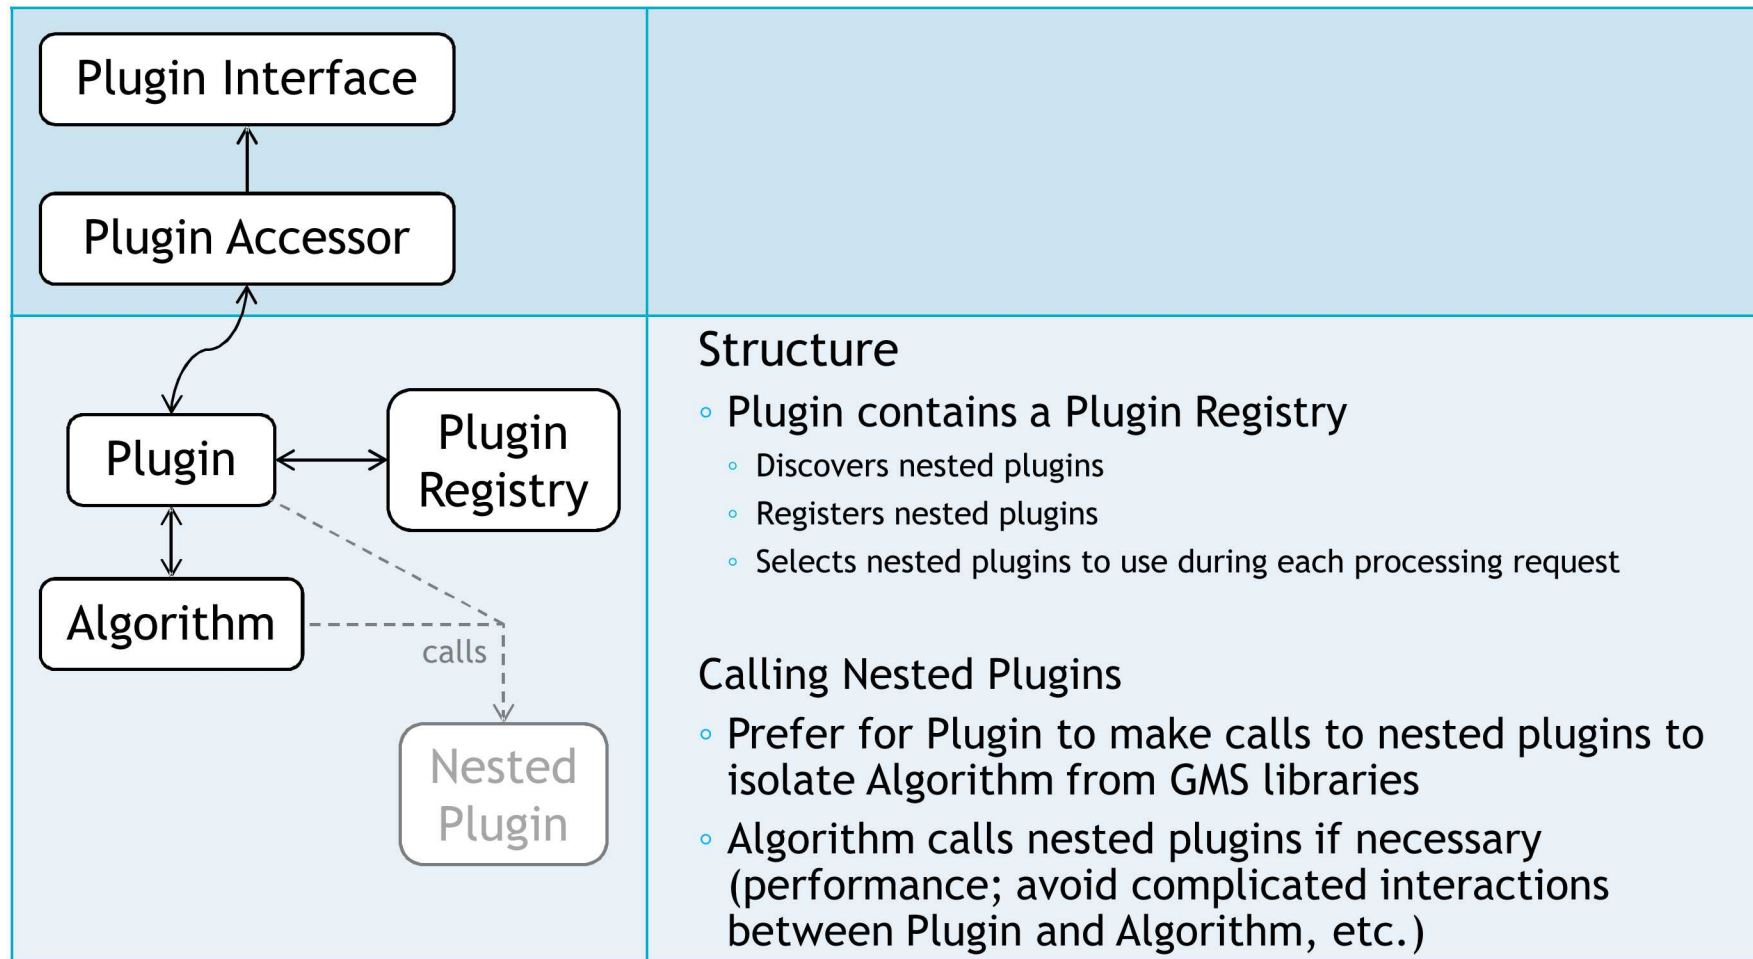 Plugin Interface
Plugin Accessor
Plugin
Plugin
Registry
Algorithm
calls
Nested
Plugin
Structure
◦ Plugin contains a Plugin Registry
◦ Discovers nested plugins
◦ Registers nested plugins
◦ Selects nested plugins to use during each processing request
Calling Nested Plugins
◦ Prefer for Plugin to make calls to nested plugins to
isolate Algorithm from GMS libraries
◦ Algorithm calls nested plugins if necessary
(performance; avoid complicated interactions
between Plugin and Algorithm, etc.)